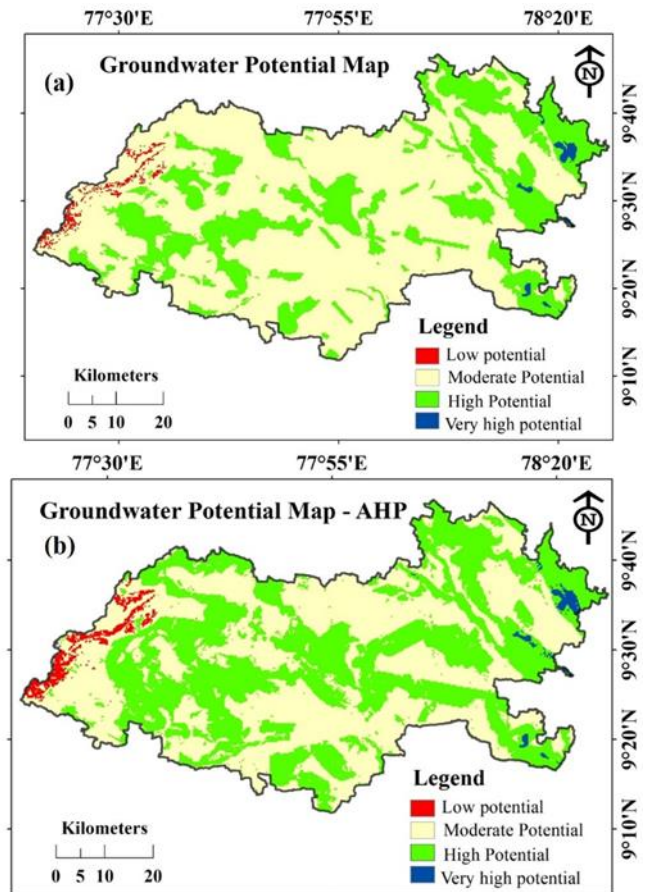 77°30'E 77°55'E 78°20'E
(a) Groundwater Potential Map
N
9°40'N
9°30'N
9°20'N
9°10'N
Legend
Low potential
Moderate Potential
High Potential
Very high potential
Kilometers
0 5 10 20
77°30'E 77°55'E 78°20'E
Groundwater Potential Map - AHP
(b)
N
9°40'N
9°30'N
9°20'N
9°10'N
Legend
Low potential
Moderate Potential
High Potential
Very high potential
Kilometers
0 5 10 20